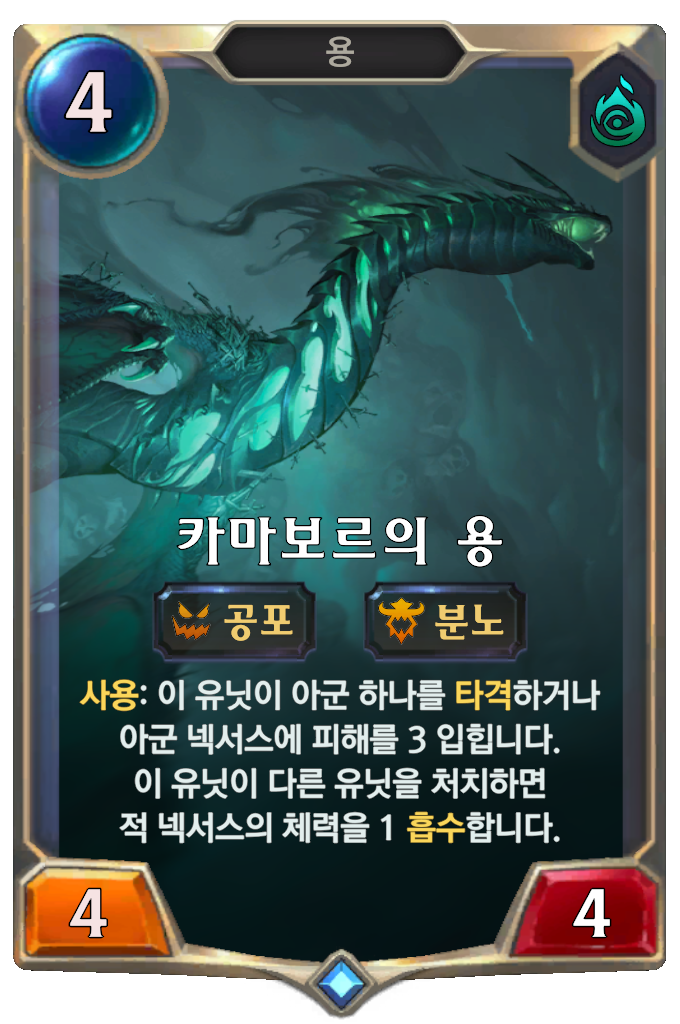 용
4
카마보르의 용
공포
분노
사용: 이 유닛이 아군 하나를 타격하거나
아군 넥서스에 피해를 3 입힙니다.
이 유닛이 다른 유닛을 처치하면
적 넥서스의 체력을 1 흡수합니다.
4
4